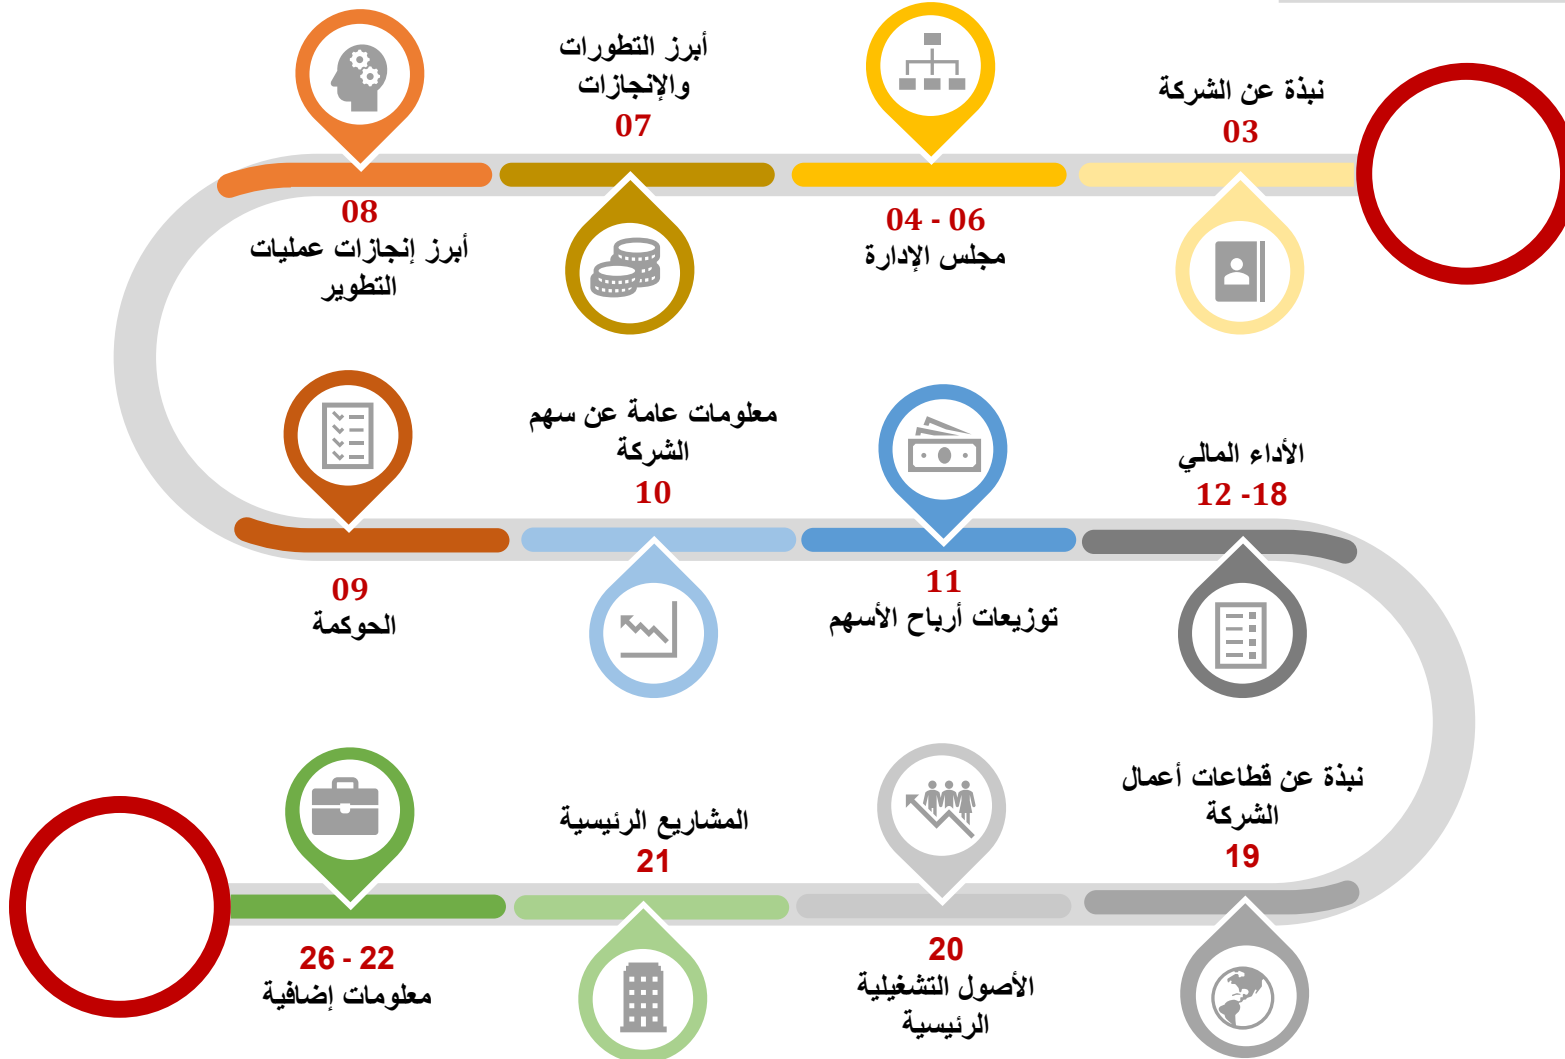 نبذة عن الشركة
03
04 - 06
مجلس الإدارة
أبرز التطورات
والإنجازات
07
08
أبرز إنجازات عمليات
التطوير
09
الحوكمة
معلومات عامة عن سهم
الشركة
10
11
توزيعات أرباح الأسهم
الأداء المالي
12 -18
نبذة عن قطاعات أعمال
الشركة
19
20
الأصول التشغيلية
الرئيسية
المشاريع الرئيسية
21
26 - 22
معلومات إضافية